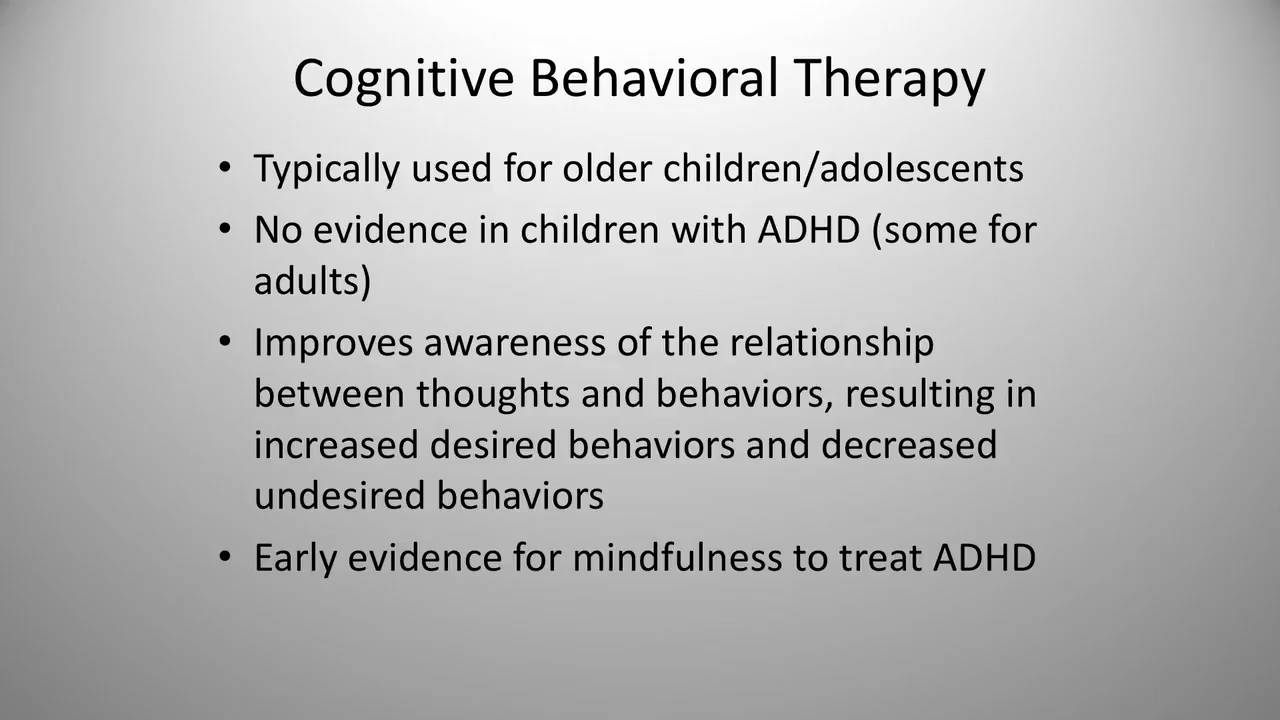 Cognitive Behavioral Therapy
• Typically used for older children/adolescents
• No evidence in children with ADHD (some for
adults)
• Improves awareness of the relationship
between thoughts and behaviors, resulting in
increased desired behaviors and decreased
undesired behaviors
• Early evidence for mindfulness to treat ADHD